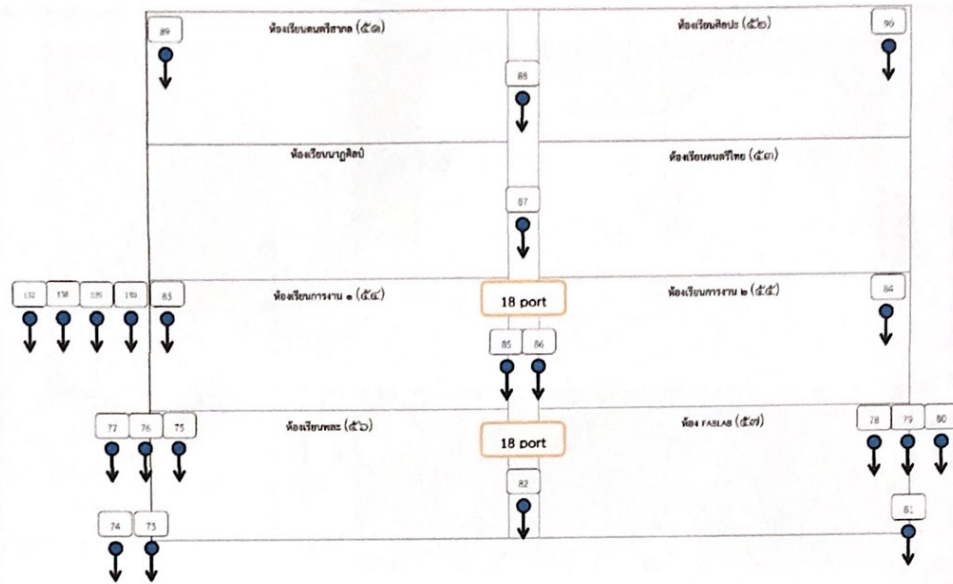 89
ห้องเรียนดนตรีสากล (๕๑)
ห้องเรียนศิลปะ (๕๒)
90
88
ห้องเรียนนาฏศิลป์
ห้องเรียนดนตรีไทย (๕๓)
87
132
138
139
140
83
ห้องเรียนการงาน ๑ (๕๔)
18 port
ห้องเรียนการงาน ๒ (๕๕)
84
85
86
77
76
75
ห้องเรียนพละ (๕๖)
18 port
ห้อง FABLAB (๕๗)
78
79
80
82
74
73
81